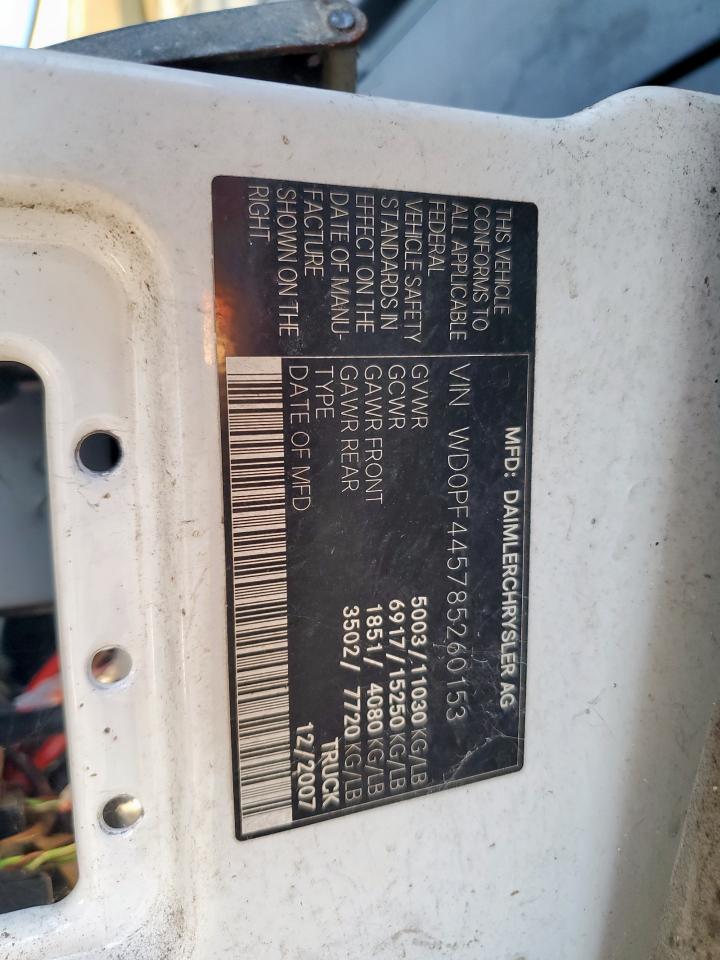 THIS VEHICLE
CONFORMS TO
ALL APPLICABLE
FEDERAL
VEHICLE SAFETY
STANDARDS IN
EFFECT ON THE
DATE OF MANU-
FACTURE
SHOWN ON THE
RIGHT.
MFD: DAIMLERCHRYSLER AG
VIN WD0PF445785260153
GVWR 5003/11030 KG/LB
GCWR 6917/15250 KG/LB
GAWR FRONT 1851/ 4080 KG/LB
GAWR REAR 3502/ 7720 KG/LB
TYPE TRUCK
DATE OF MFD 12/2007